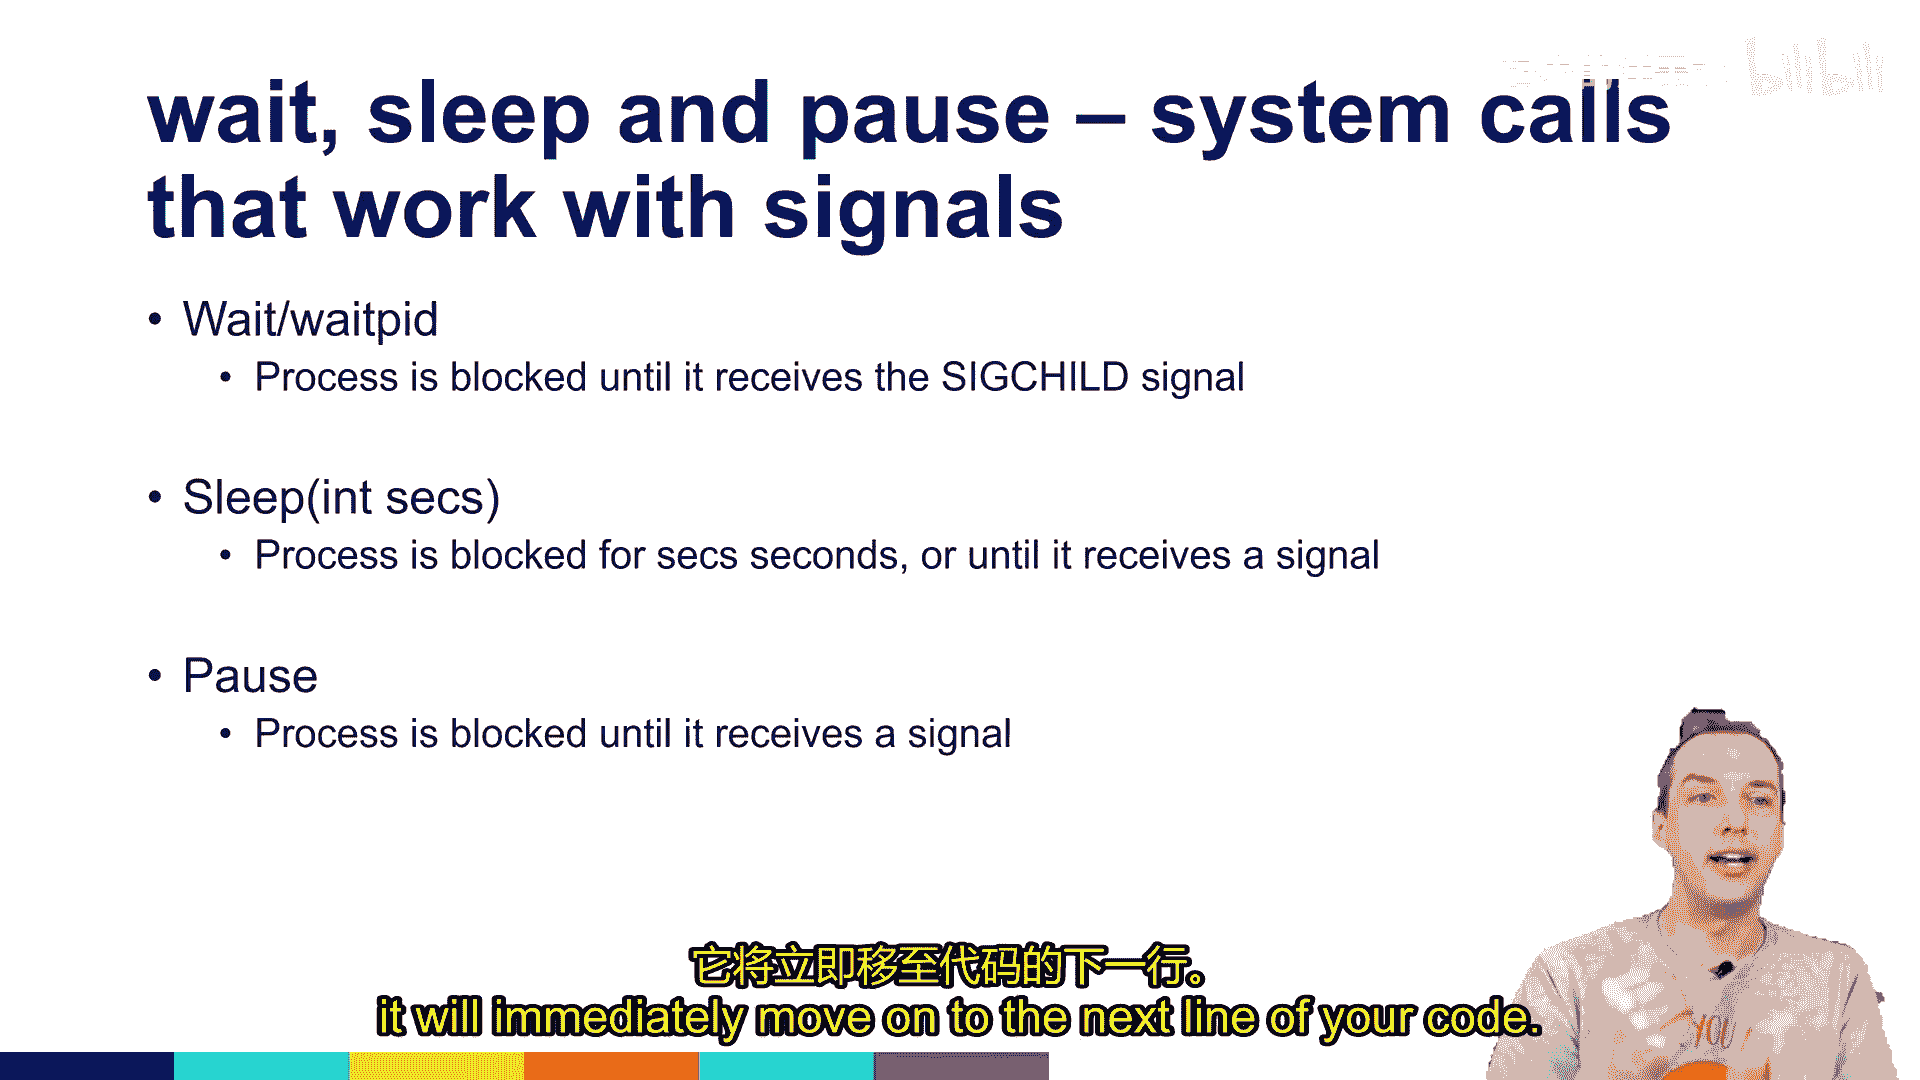 bilibili
wait, sleep and pause – system calls
that work with signals
• Wait/waitpid
• Process is blocked until it receives the SIGCHILD signal
• Sleep(int secs)
• Process is blocked for secs seconds, or until it receives a signal
• Pause
• Process is blocked until it receives a signal
YOU
它将立即移至代码的下一行。
it will immediately move on to the next line of your code.